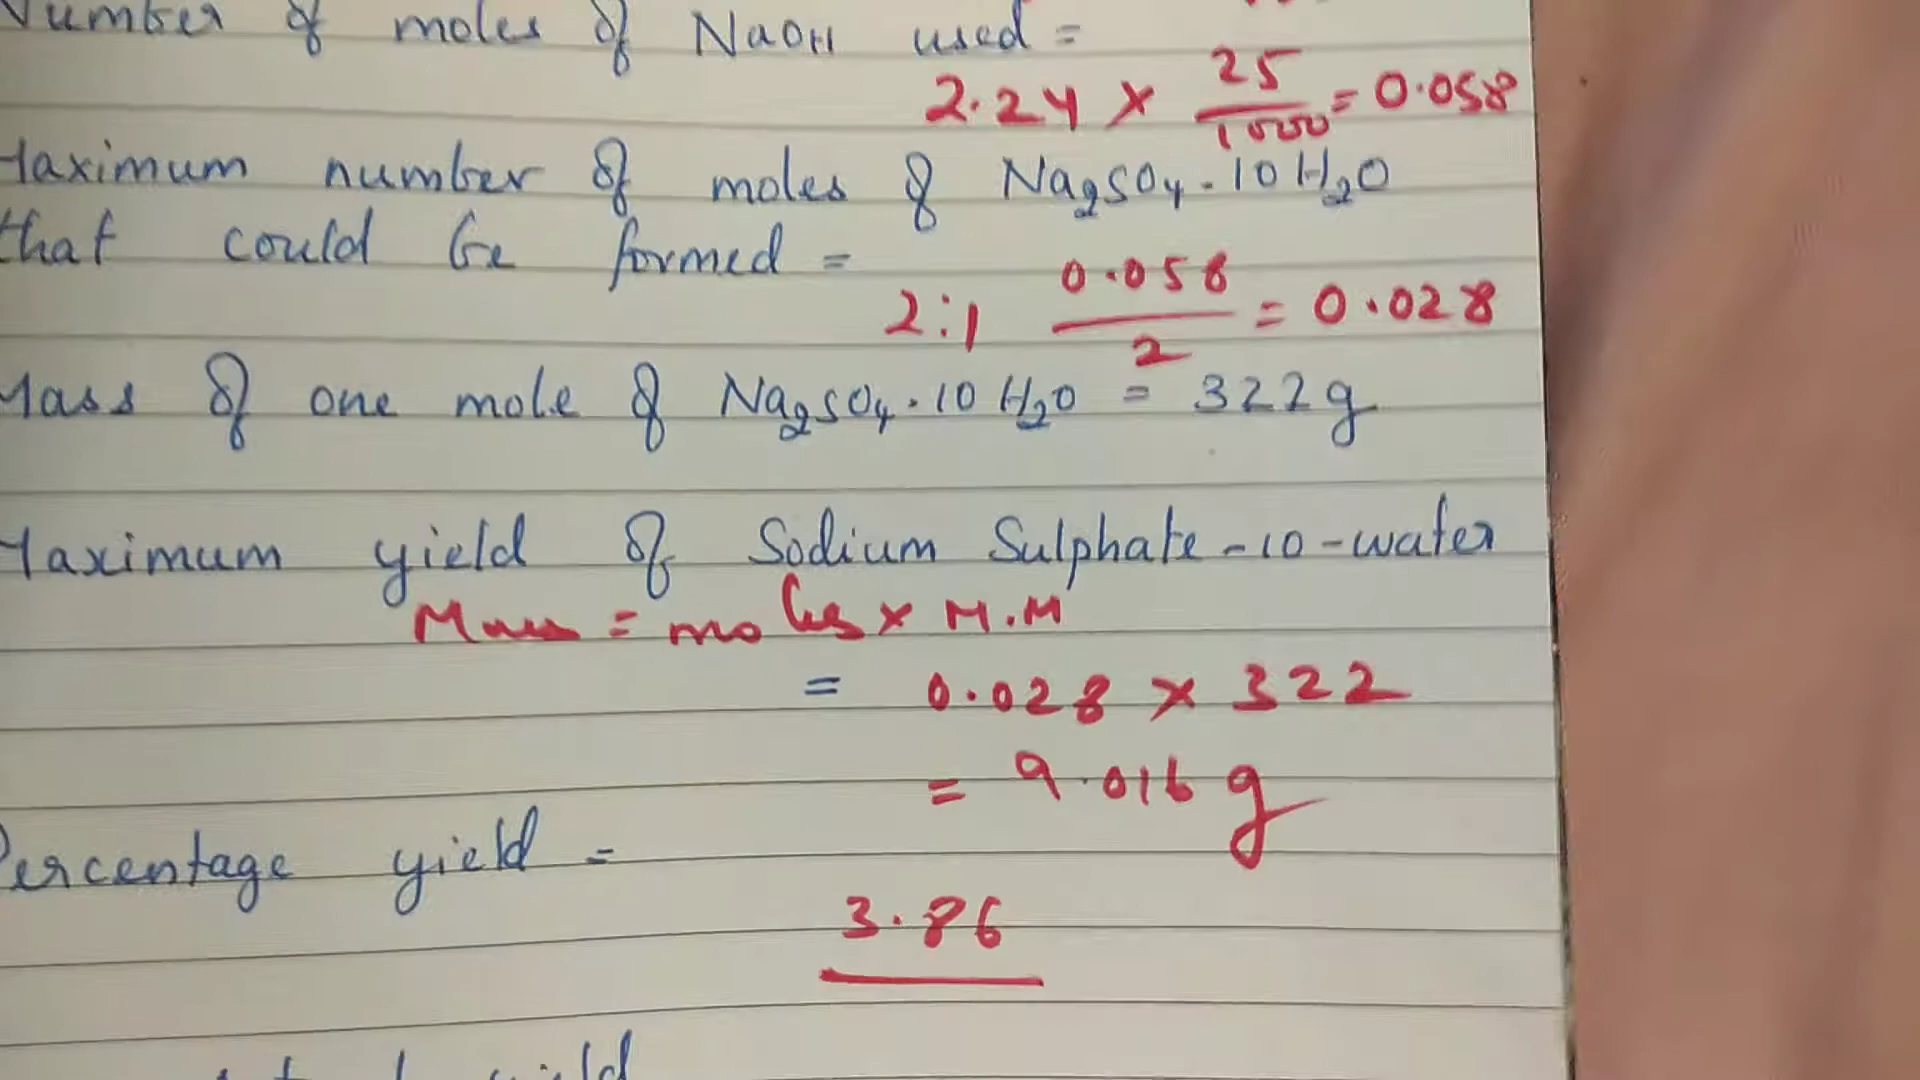 Number of moles of NaOH used =
2.24 × 25/1000 = 0.058
Maximum number of moles of Na2SO4.10H2O
that could be formed =
2:1 0.058/2 = 0.028
Mass of one mole of Na2SO4.10H2O = 322g
Maximum yield of Sodium Sulphate-10-water
Mass = moles × M.M
= 0.028 × 322
= 9.016 g
Percentage yield =
3.86
yield